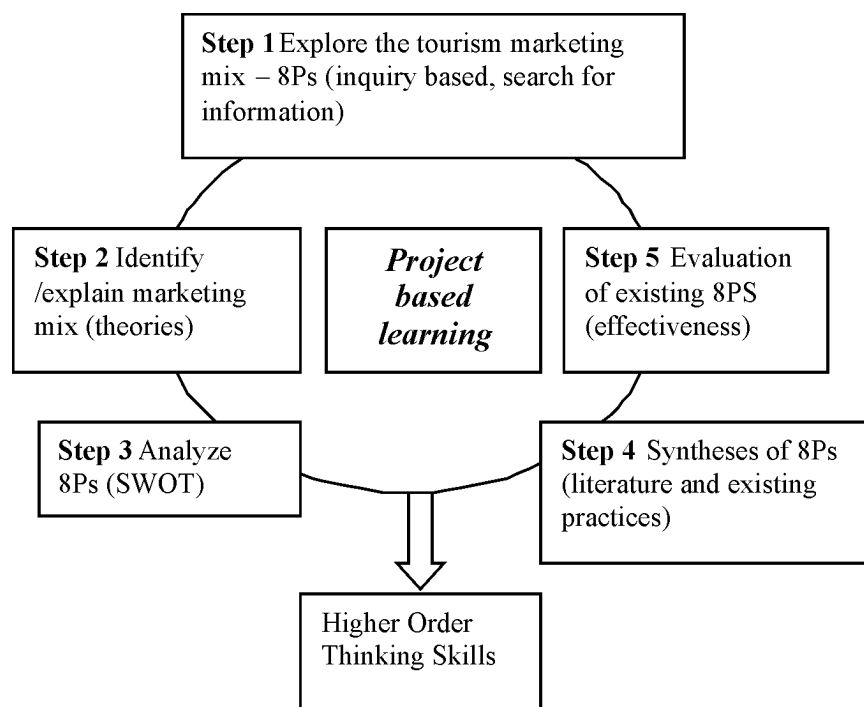 Step 1 Explore the tourism marketing
mix – 8Ps (inquiry based, search for
information)
Step 2 Identify
/explain marketing
mix (theories)
Project
based
learning
Step 5 Evaluation
of existing 8PS
(effectiveness)
Step 3 Analyze
8Ps (SWOT)
Step 4 Syntheses of 8Ps
(literature and existing
practices)
Higher Order
Thinking Skills